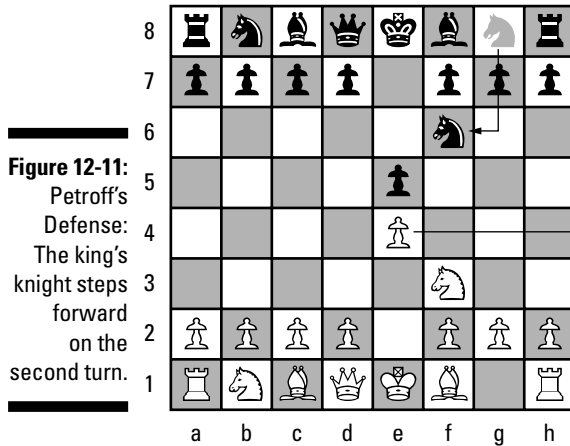 8
7
6
5
4
3
2
1
Figure 12-11:
Petroff's
Defense:
The king's
knight steps
forward
on the
second turn.
a b c d e f g h